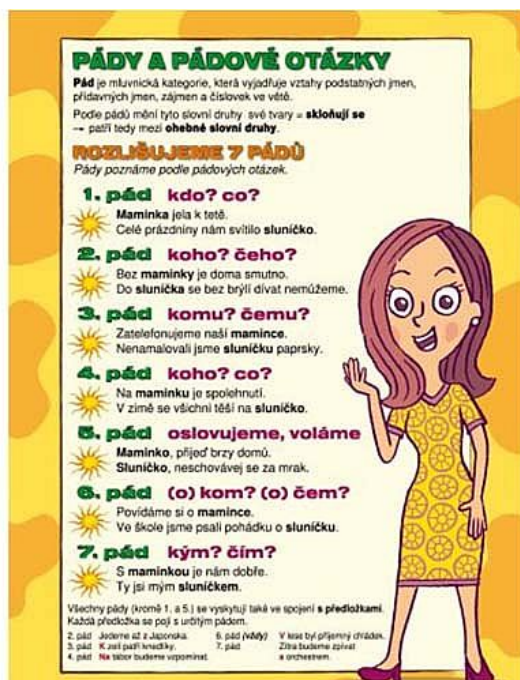 PÁDY A PÁDOVÉ OTÁZKY
Pád je mluvnická kategorie, která vyjadřuje vztahy podstatných jmen,
přídavných jmen, zájmen a číslovek ve větě.
Podle pádů mění tyto slovní druhy své tvary = skloňují se
→ patří tedy mezi ohebné slovní druhy.
ROZLIŠUJEME 7 PÁDŮ
Pády poznáme podle pádových otázek.
1. pád kdo? co?
Maminka jela k tetě.
Celé prázdniny nám svítilo sluníčko.
2. pád koho? čeho?
Bez maminky je doma smutno.
Do sluníčka se bez brýlí dívat nemůžeme.
3. pád komu? čemu?
Zatelefonujeme naší mamince.
Nenamalovali jsme sluníčku paprsky.
4. pád koho? co?
Na maminku je spolehnutí.
V zimě se všichni těší na sluníčko.
5. pád oslovujeme, voláme
Maminko, přijeď brzy domů.
Sluníčko, neschovávej se za mrak.
6. pád (o) kom? (o) čem?
Povídáme si o mamince.
Ve škole jsme psali pohádku o sluníčku.
7. pád kým? čím?
S maminkou je nám dobře.
Ty jsi mým sluníčkem.
Všechny pády (kromě 1. a 5.) se vyskytují také ve spojení s předložkami.
Každá předložka se pojí s určitým pádem.
2. pád Jedeme až z Japonska.
3. pád K zelí patří knedlíky.
4. pád Na tábor budeme vzpomínat.
6. pád (vždy) V lese byl příjemný chládek.
7. pád Zítra budeme zpívat
s orchestrem.